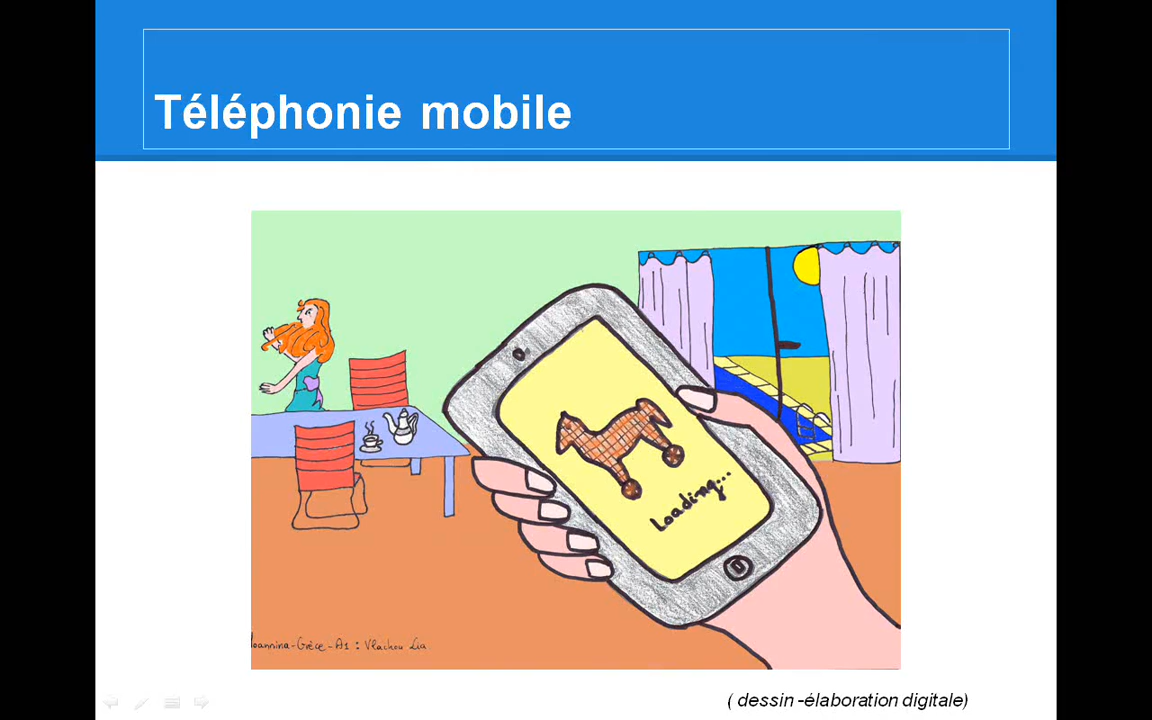 Téléphonie mobile
Loading...
Ioannina-Grèce-A1 : Vlachou Lia
( dessin -élaboration digitale)